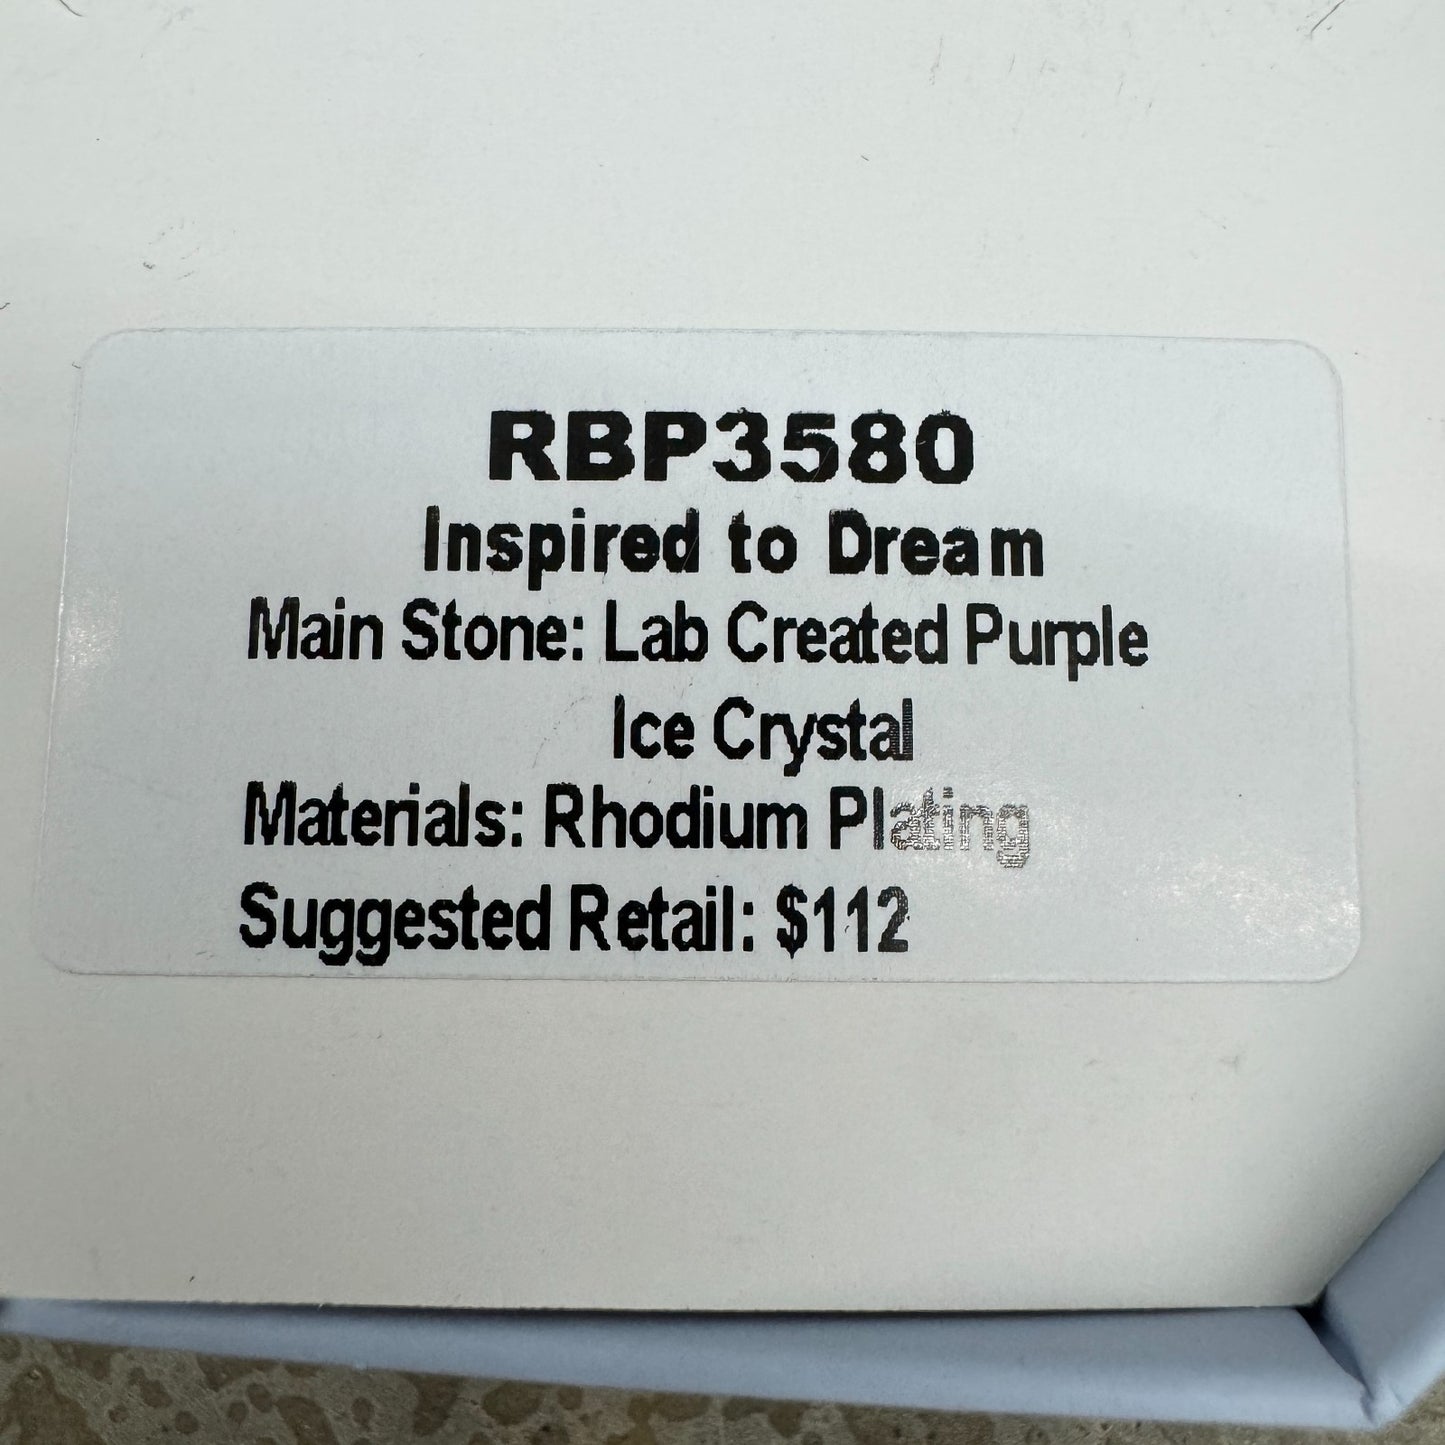 RBP3580
Inspired to Dream
Main Stone: Lab Created Purple
Ice Crystal
Materials: Rhodium Plating
Suggested Retail: $112